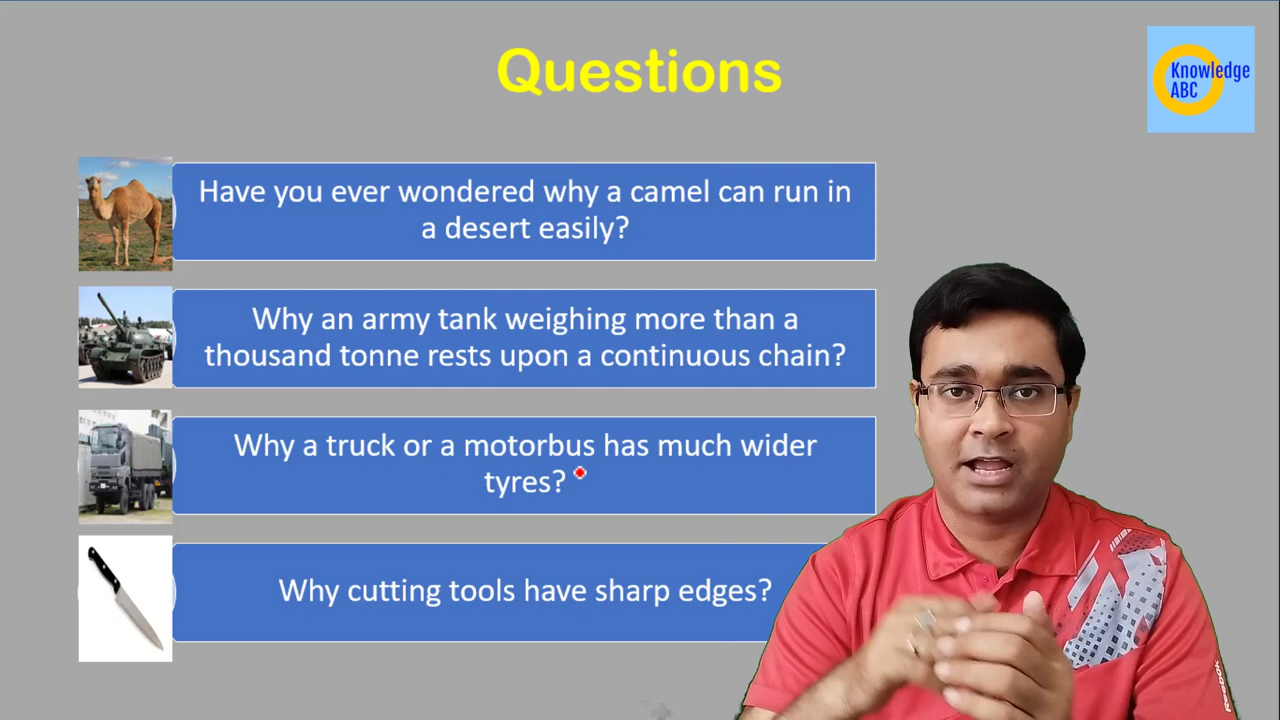 Questions
Knowledge
ABC
Have you ever wondered why a camel can run in
a desert easily?
Why an army tank weighing more than a
thousand tonne rests upon a continuous chain?
Why a truck or a motorbus has much wider
tyres?
Why cutting tools have sharp edges?
Reebok